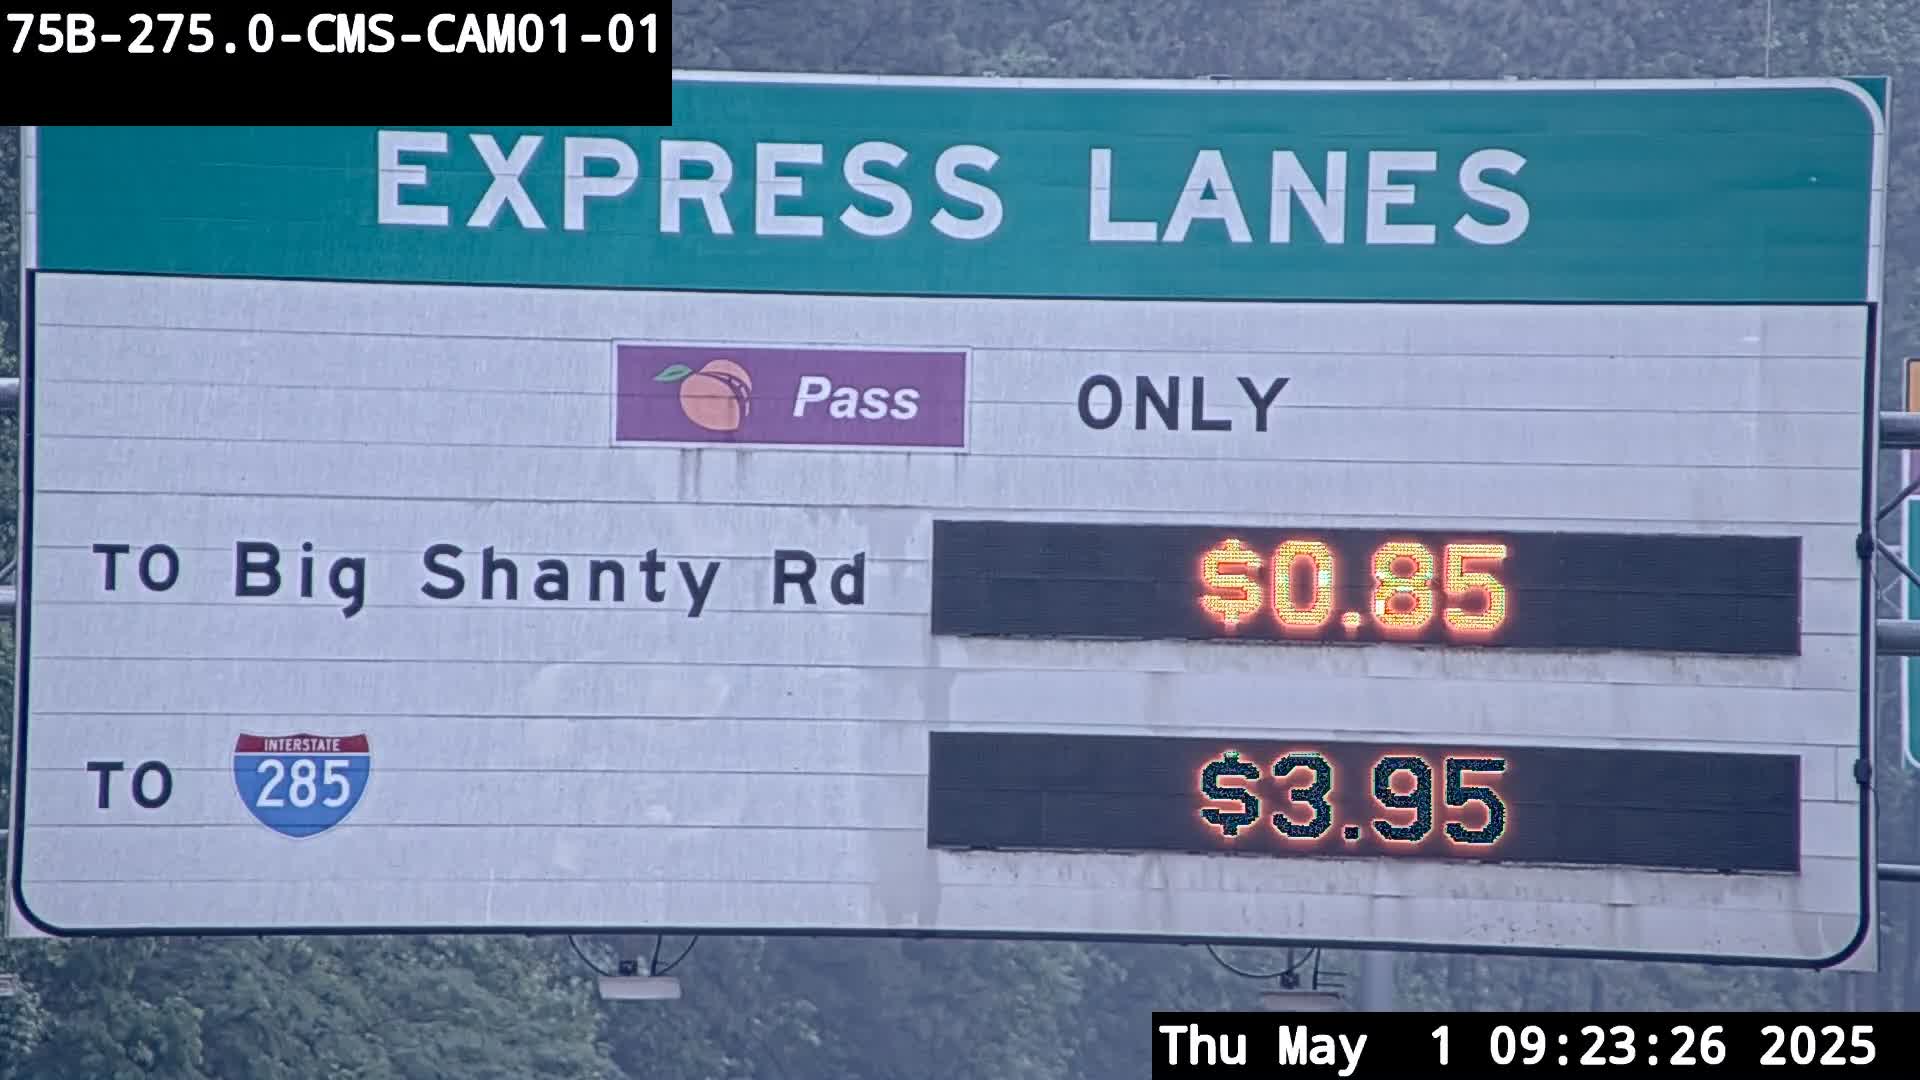 75B-275.0-CMS-CAM01-01
EXPRESS LANES
Pass ONLY
TO Big Shanty Rd $0.85
INTERSTATE
TO 285 $3.95
Thu May 1 09:23:26 2025